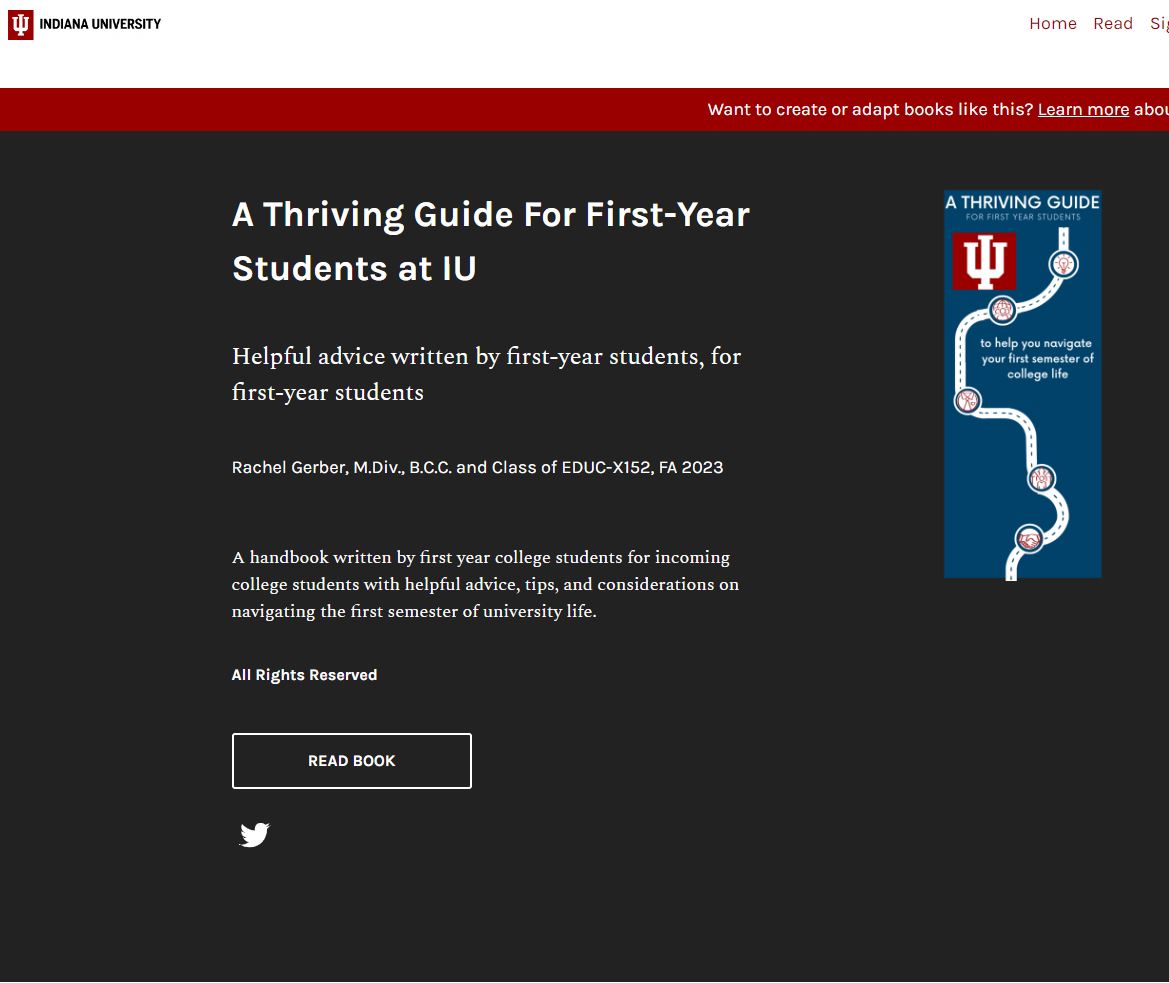 INDIANA UNIVERSITY
Home Read
Want to create or adapt books like this? Learn more
A Thriving Guide For First-Year
Students at IU
Helpful advice written by first-year students, for
first-year students
Rachel Gerber, M.Div., B.C.C. and Class of EDUC-X152, FA 2023
A handbook written by first year college students for incoming
college students with helpful advice, tips, and considerations on
navigating the first semester of university life.
All Rights Reserved
READ BOOK
A THRIVING GUIDE
FOR FIRST YEAR STUDENTS
to help you navigate
your first semester of
college life